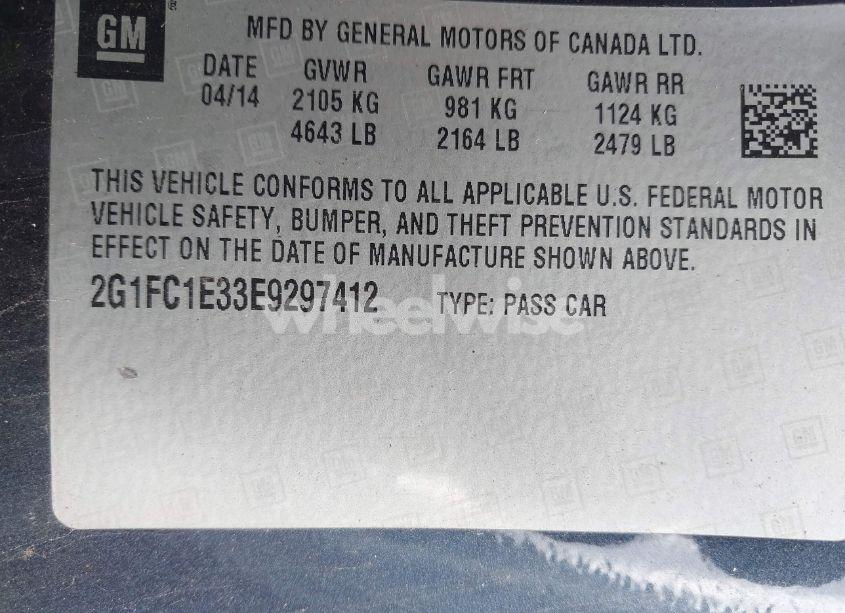 GM ®
MFD BY GENERAL MOTORS OF CANADA LTD.
DATE GVWR GAWR FRT GAWR RR
04/14 2105 KG 981 KG 1124 KG
4643 LB 2164 LB 2479 LB
THIS VEHICLE CONFORMS TO ALL APPLICABLE U.S. FEDERAL MOTOR
VEHICLE SAFETY, BUMPER, AND THEFT PREVENTION STANDARDS IN
EFFECT ON THE DATE OF MANUFACTURE SHOWN ABOVE.
2G1FC1E33E9297412 TYPE: PASS CAR
wheelwise